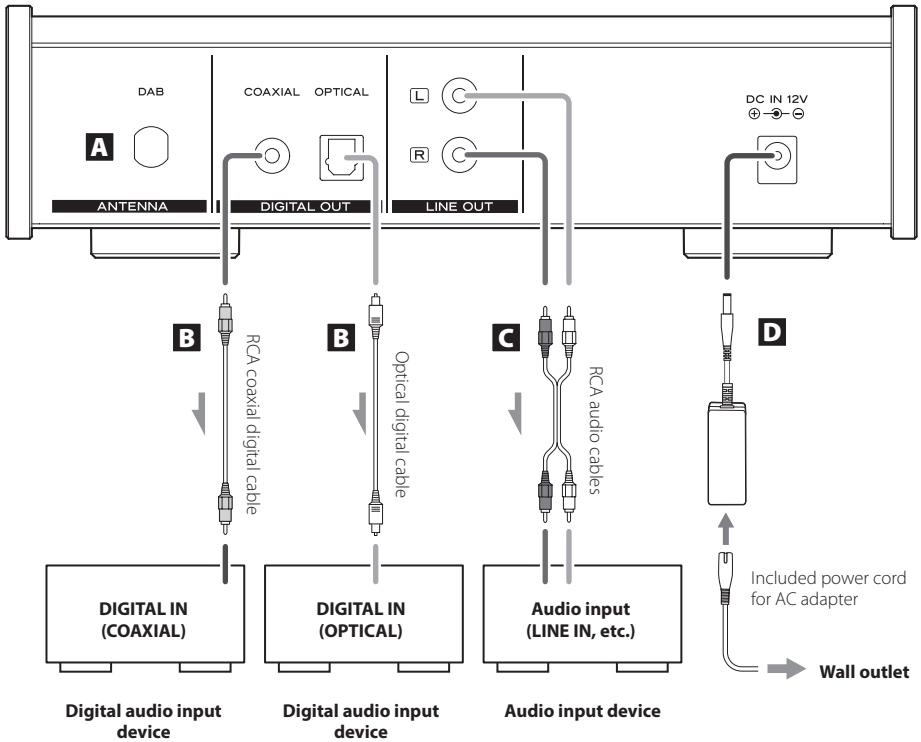 DAB
COAXIAL OPTICAL
L
R
DC IN 12V
A
ANTENNA
DIGITAL OUT
LINE OUT
B
RCA coaxial digital cable
B
Optical digital cable
C
RCA audio cables
D
Included power cord
for AC adapter
Wall outlet
DIGITAL IN
(COAXIAL)
DIGITAL IN
(OPTICAL)
Audio input
(LINE IN, etc.)
Digital audio input
device
Digital audio input
device
Audio input device